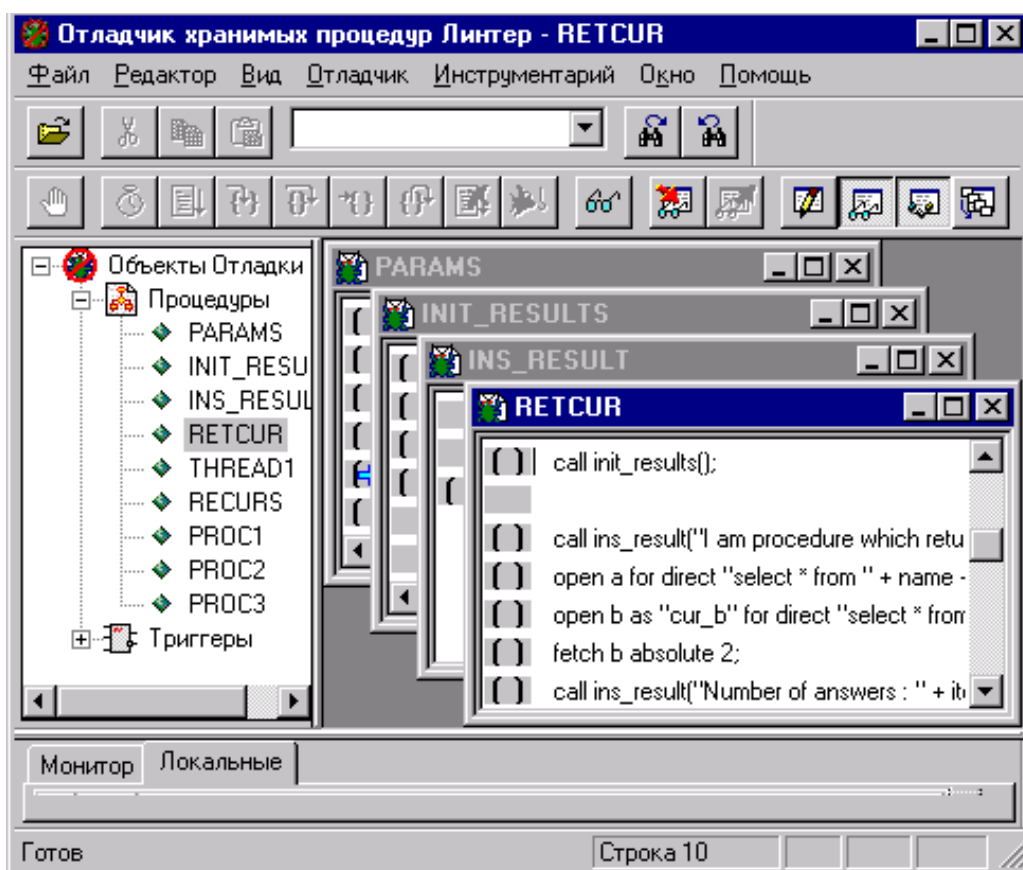 Отладчик хранимых процедур Линтер - RETCUR
Файл Редактор Вид Отладчик Инструментарий Окно Помощь
Объекты Отладки
Процедуры
PARAMS
INIT_RESU
INS_RESUL
RETCUR
THREAD1
RECURS
PROC1
PROC2
PROC3
Триггеры
PARAMS
INIT_RESULTS
INS_RESULT
RETCUR
{ } call init_results();
{ } call ins_result("I am procedure which retu
{ } open a for direct "select * from " + name -
{ } open b as "cur_b" for direct "select * from
{ } fetch b absolute 2;
{ } call ins_result("Number of answers : " + it
Монитор Локальные
Готов Строка 10